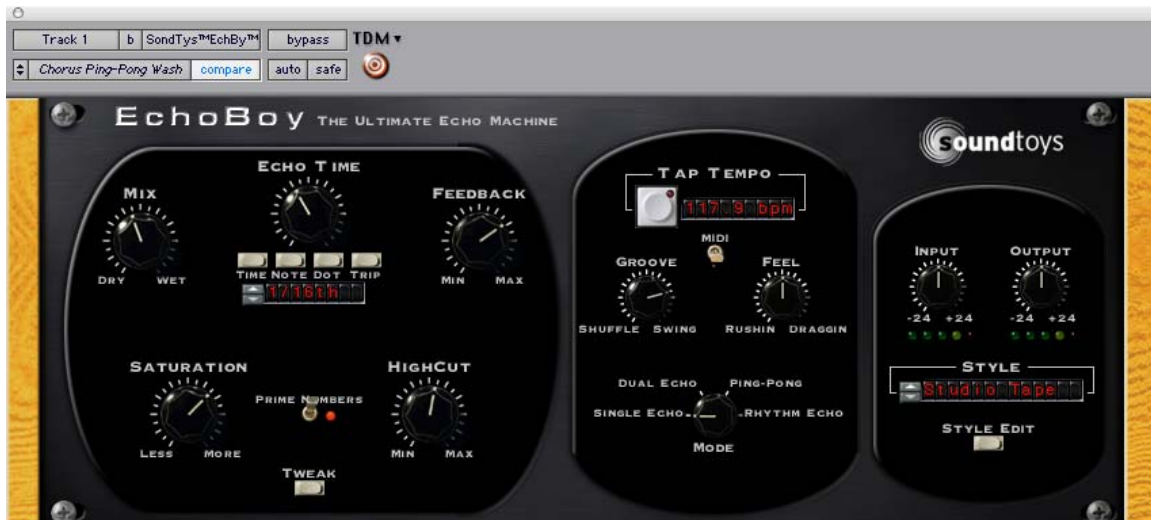 Track 1 b SondTys™EchBy™ bypass TDM
Chorus Ping-Pong Wash compare auto safe
EchoBoy The Ultimate Echo Machine
soundtoys
Echo Time
Mix
Feedback
Dry Wet
Time Note Dot Trip
Min Max
1/16th
Saturation
HighCut
Prime Numbers
Less More
Min Max
Tweak
Tap Tempo
117.9 bpm
MIDI
Groove Feel
Shuffle Swing Rushin Draggin
Dual Echo Ping-Pong
Single Echo Rhythm Echo
Mode
Input Output
-24 +24 -24 +24
Style
Studio Tape
Style Edit